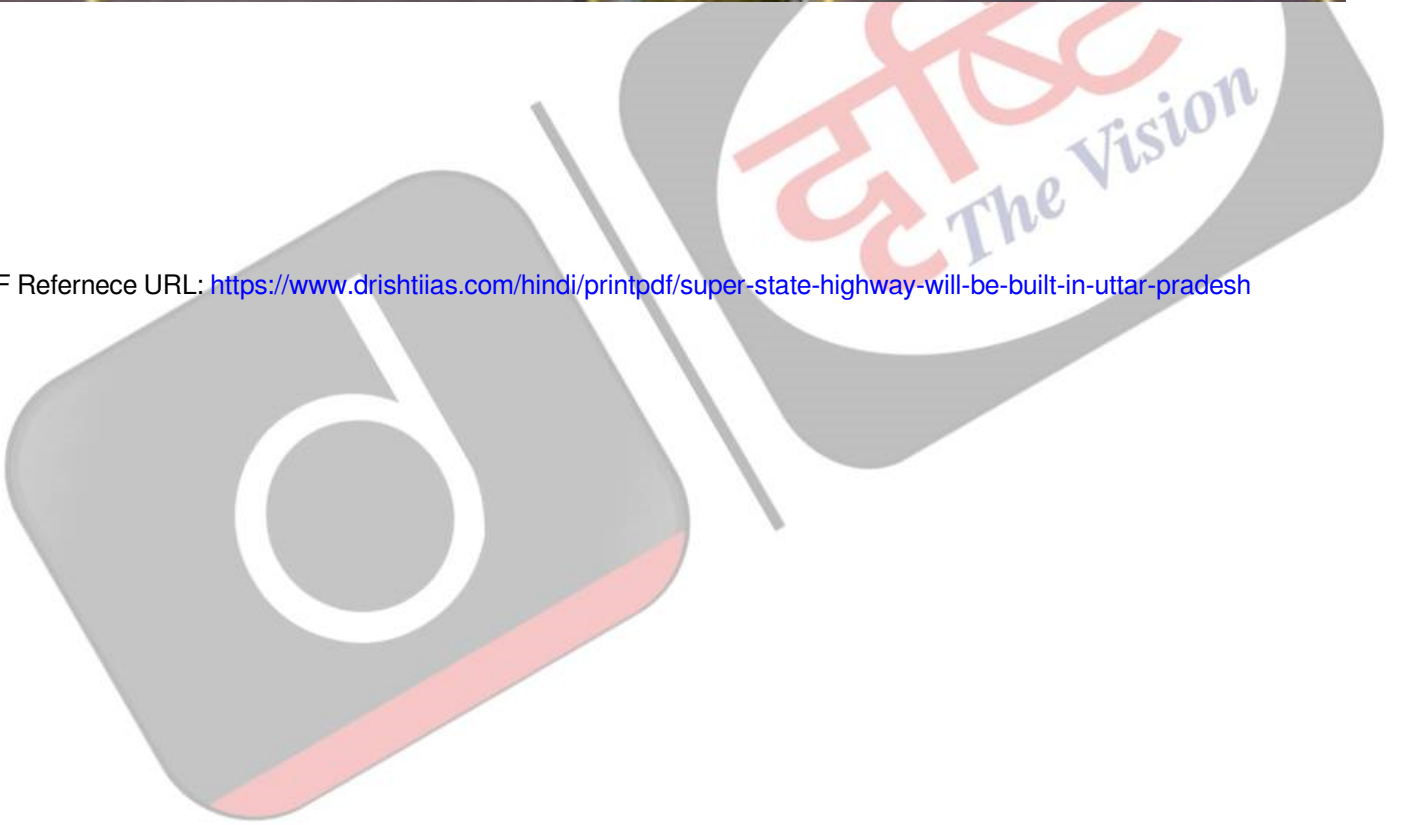 दृष्टि
The Vision
F Refernece URL: https://www.drishtiias.com/hindi/printpdf/super-state-highway-will-be-built-in-uttar-pradesh
d